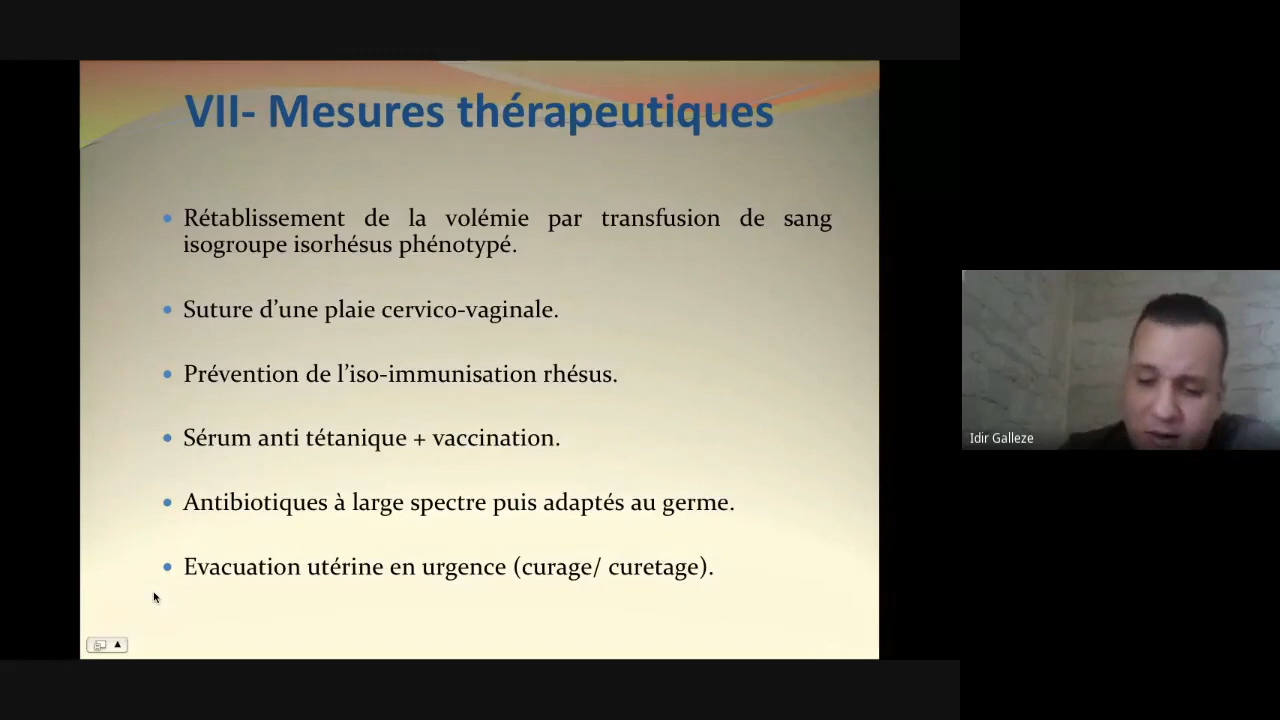 VII- Mesures thérapeutiques
• Rétablissement de la volémie par transfusion de sang
isogroupe isorhésus phénotypé.
• Suture d’une plaie cervico-vaginale.
• Prévention de l’iso-immunisation rhésus.
• Sérum anti tétanique + vaccination.
• Antibiotiques à large spectre puis adaptés au germe.
• Evacuation utérine en urgence (curage/ curetage).
Idir Galleze